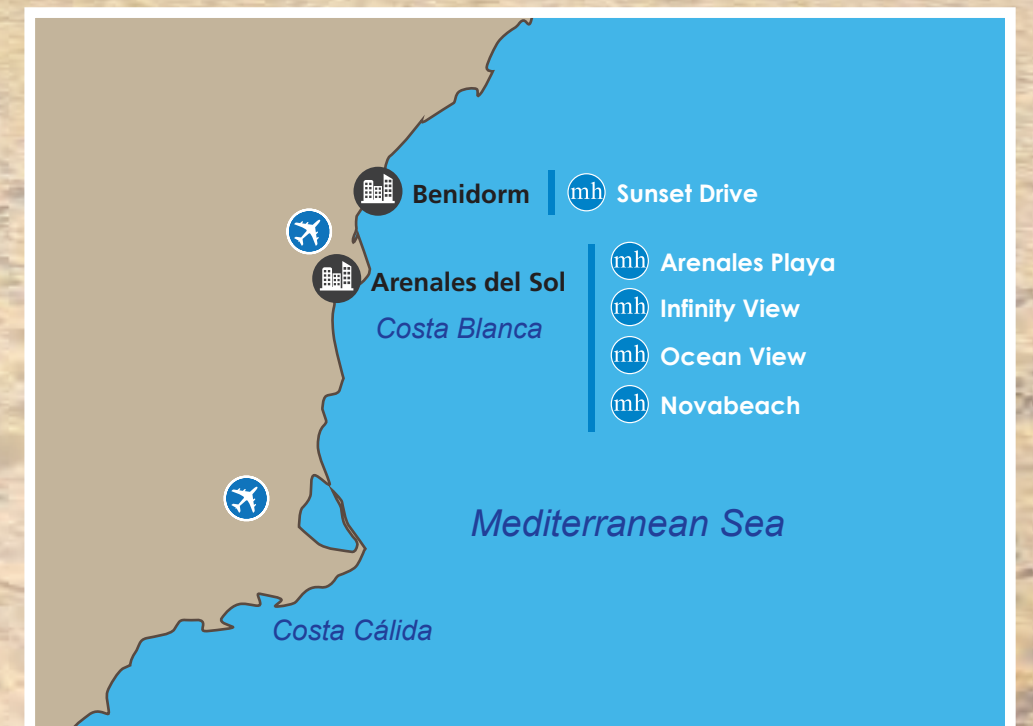 Benidorm
mh Sunset Drive
Arenales del Sol
mh Arenales Playa
mh Infinity View
mh Ocean View
mh Novabeach
Costa Blanca
Mediterranean Sea
Costa Cálida